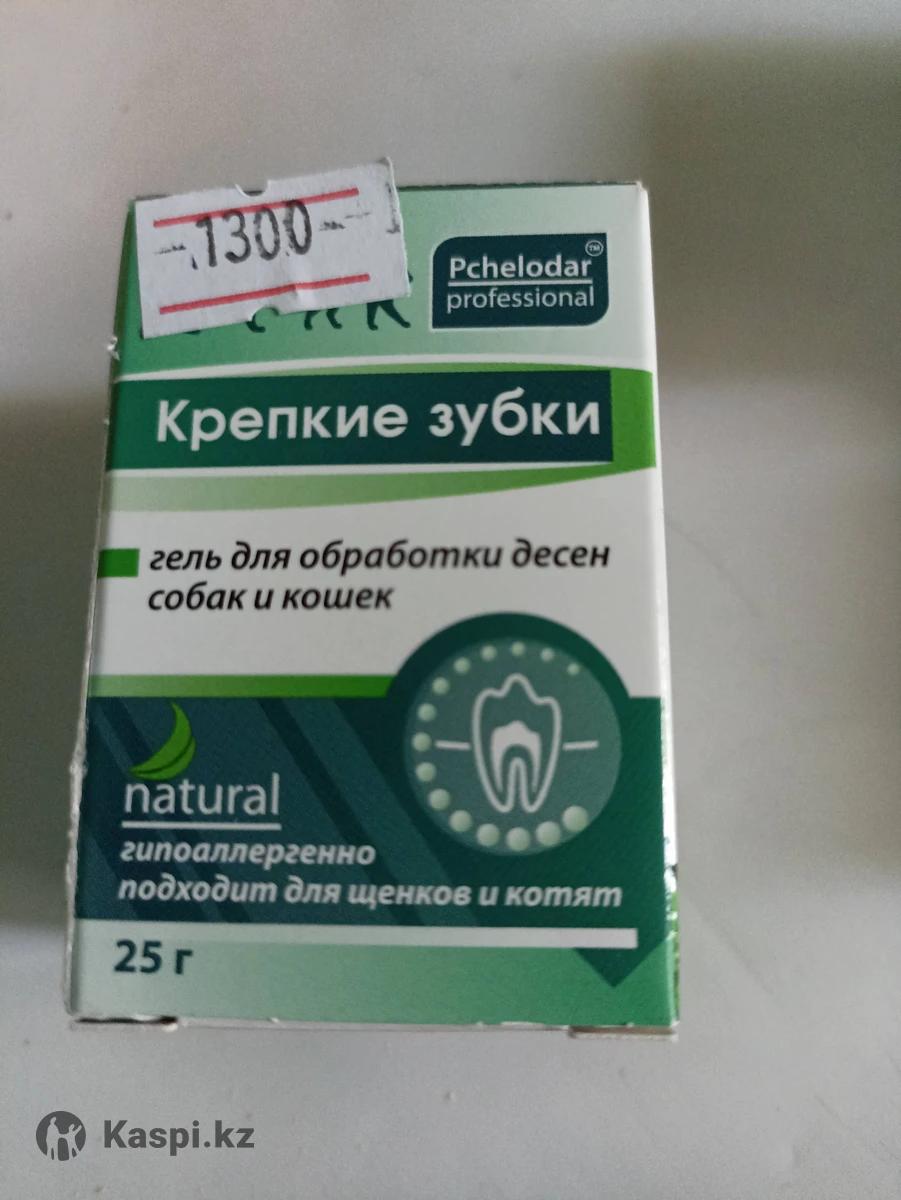 1300
Pchelodar™
professional
Крепкие зубки
гель для обработки десен
собак и кошек
natural
гипоаллергенно
подходит для щенков и котят
25 г
Kaspi.kz